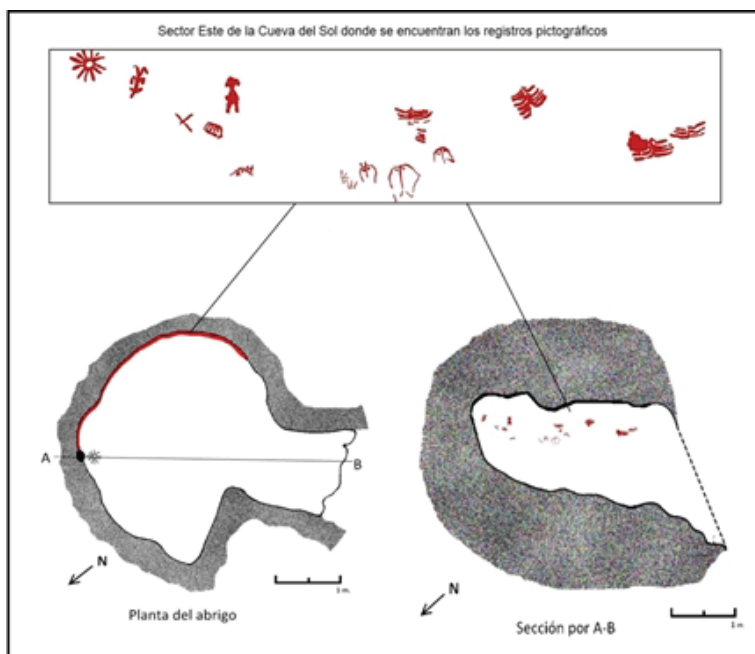 Sector Este de la Cueva del Sol donde se encuentran los registros pictográficos
A
B
N
1 m.
Planta del abrigo
N
1 m.
Sección por A-B